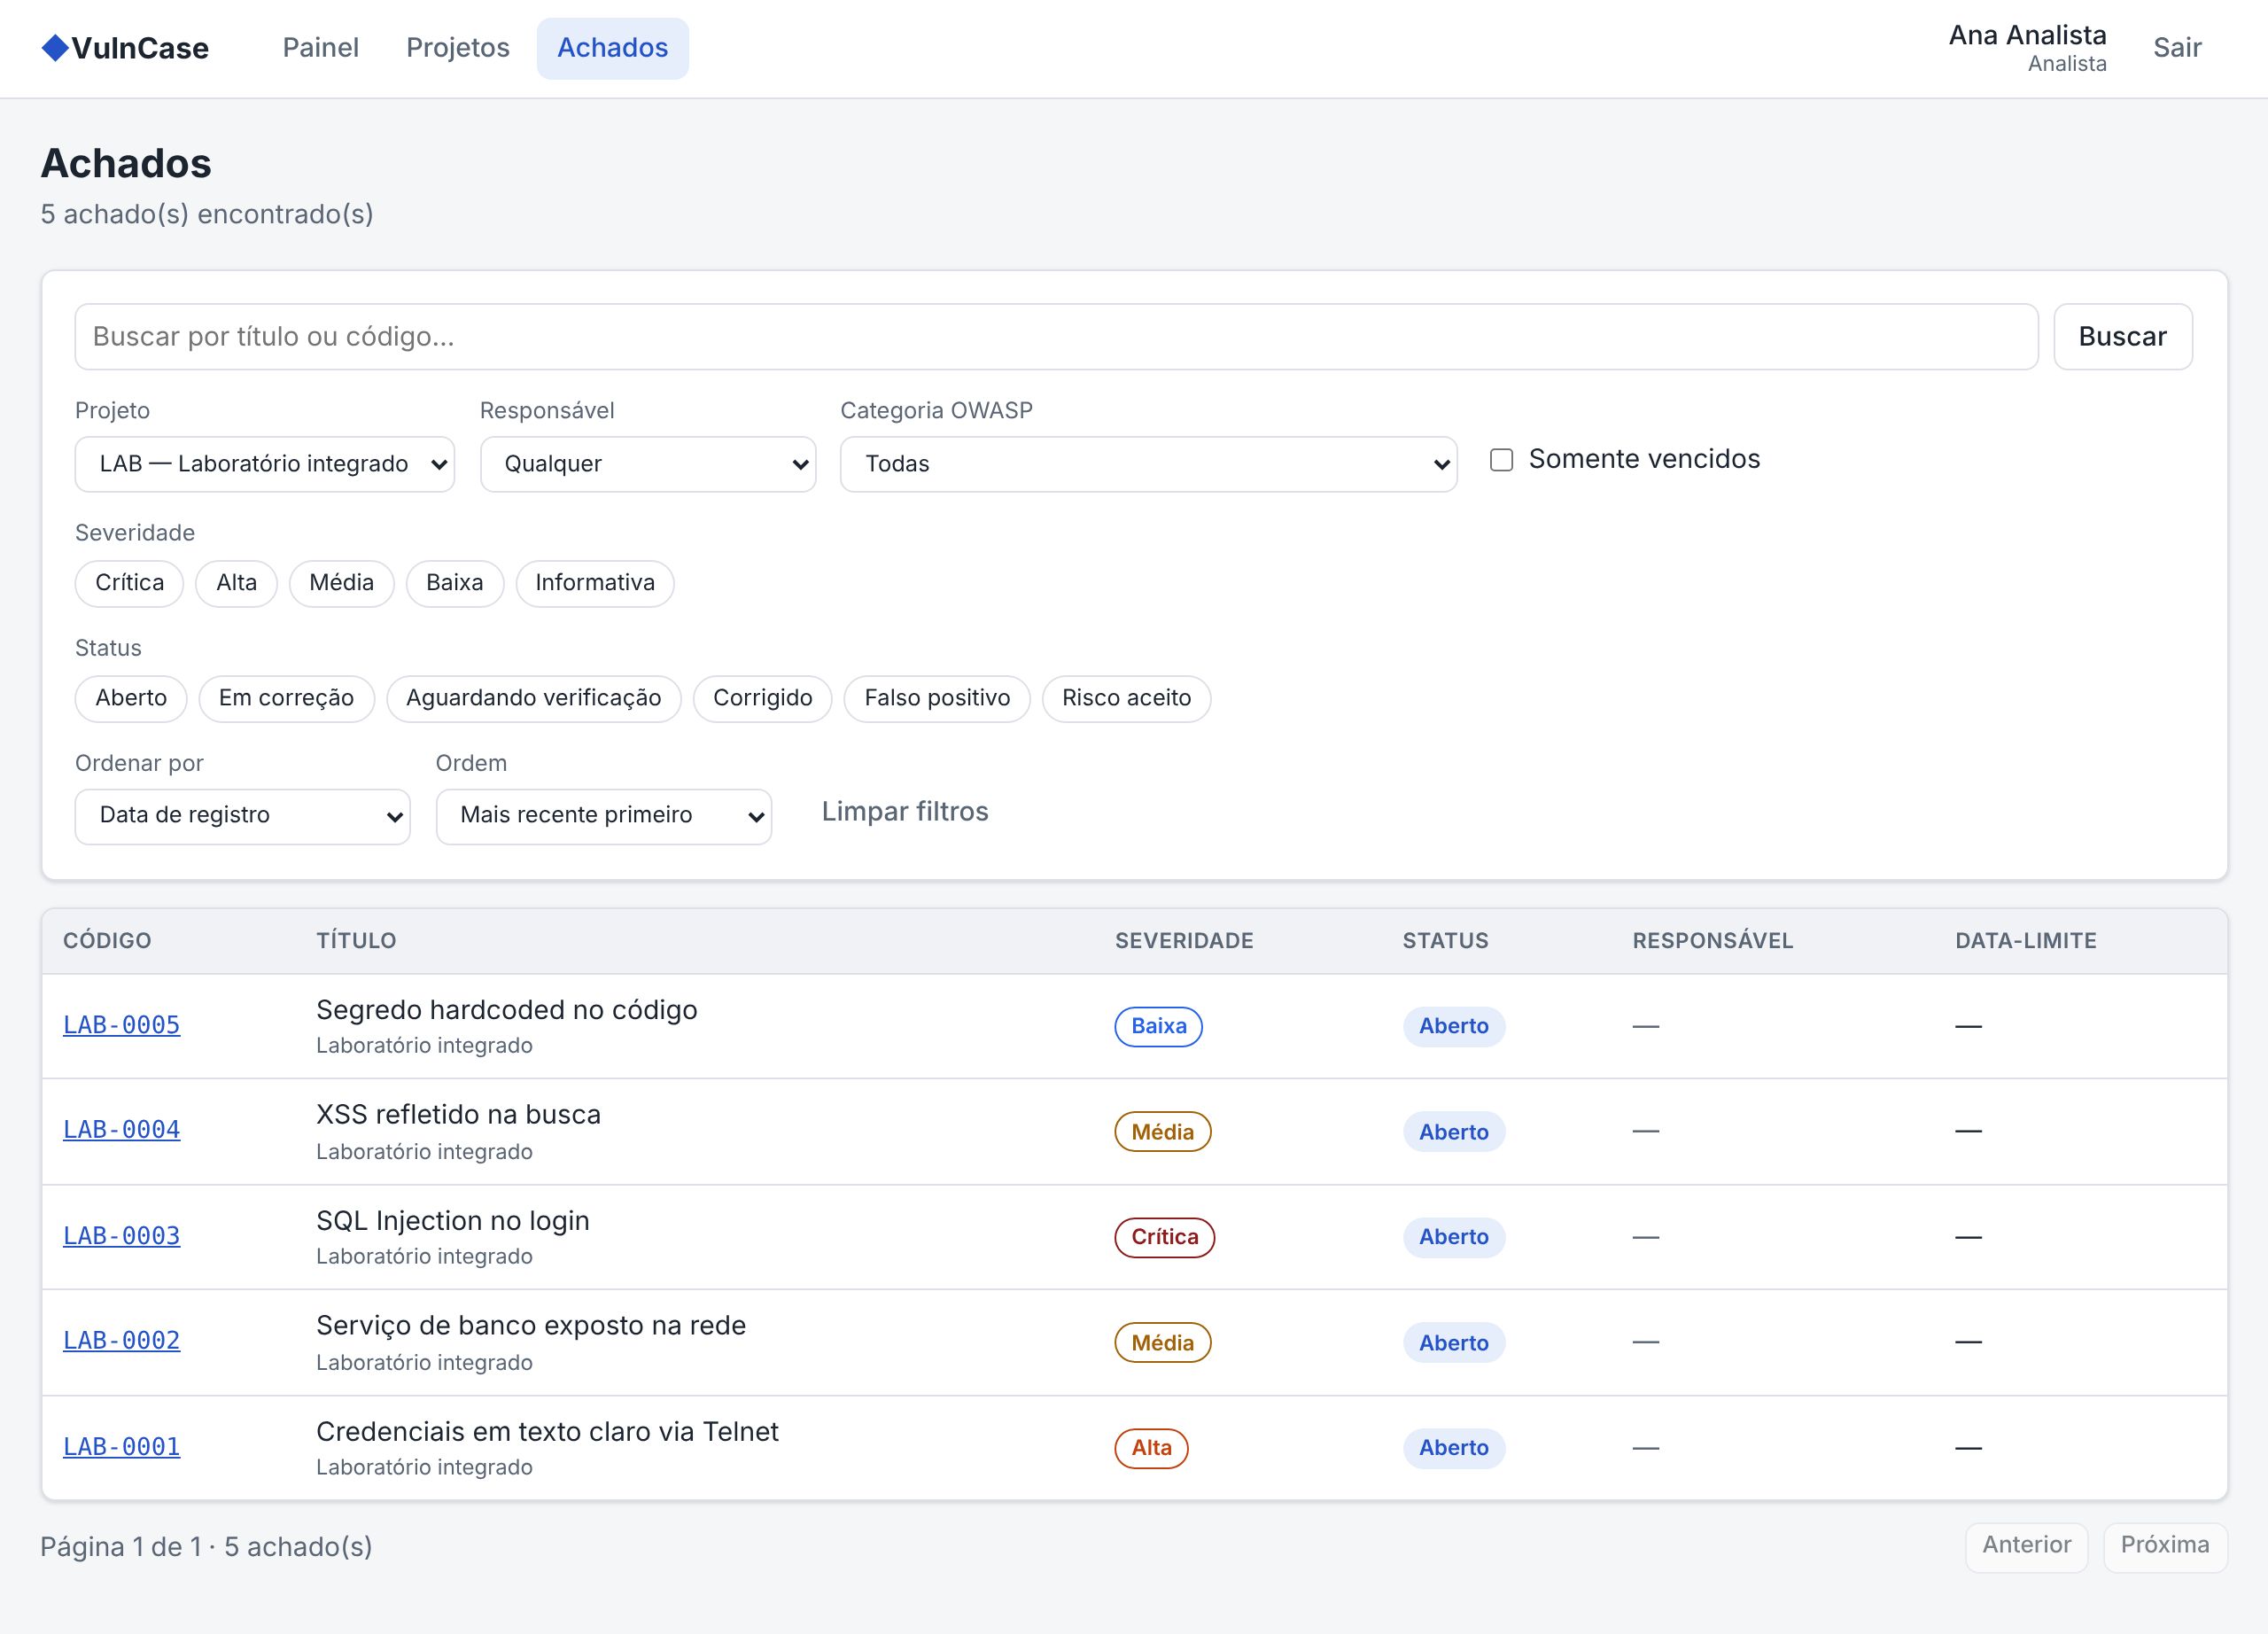 VulnCase Painel Projetos Achados Ana Analista Sair
Analista
Achados
5 achado(s) encontrado(s)
Buscar por título ou código... Buscar
Projeto Responsável Categoria OWASP
LAB — Laboratório integrado Qualquer Todas Somente vencidos
Severidade
Crítica Alta Média Baixa Informativa
Status
Aberto Em correção Aguardando verificação Corrigido Falso positivo Risco aceito
Ordenar por Ordem
Data de registro Mais recente primeiro Limpar filtros
CÓDIGO TÍTULO SEVERIDADE STATUS RESPONSÁVEL DATA-LIMITE
LAB-0005 Segredo hardcoded no código Baixa Aberto — —
Laboratório integrado
LAB-0004 XSS refletido na busca Média Aberto — —
Laboratório integrado
LAB-0003 SQL Injection no login Crítica Aberto — —
Laboratório integrado
LAB-0002 Serviço de banco exposto na rede Média Aberto — —
Laboratório integrado
LAB-0001 Credenciais em texto claro via Telnet Alta Aberto — —
Laboratório integrado
Página 1 de 1 · 5 achado(s) Anterior Próxima